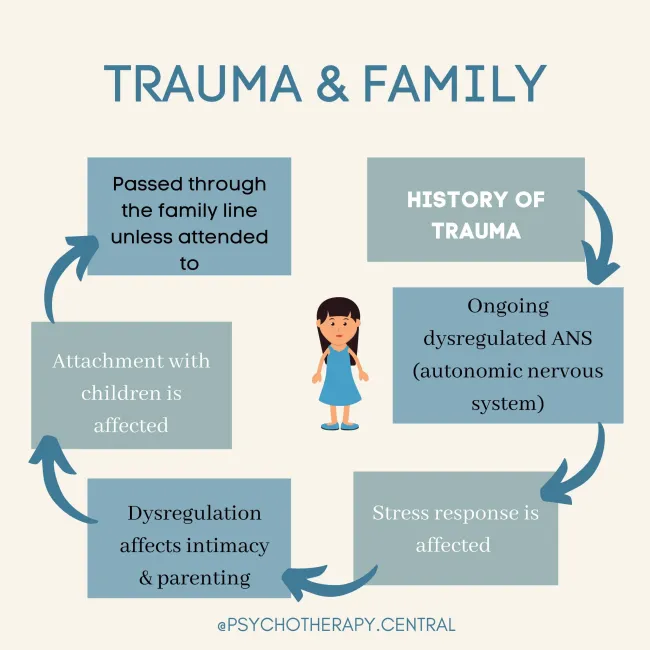 TRAUMA & FAMILY
HISTORY OF
TRAUMA
Ongoing
dysregulated ANS
(autonomic nervous
system)
Stress response is
affected
Dysregulation
affects intimacy
& parenting
Attachment with
children is
affected
Passed through
the family line
unless attended
to
@PSYCHOTHERAPY.CENTRAL